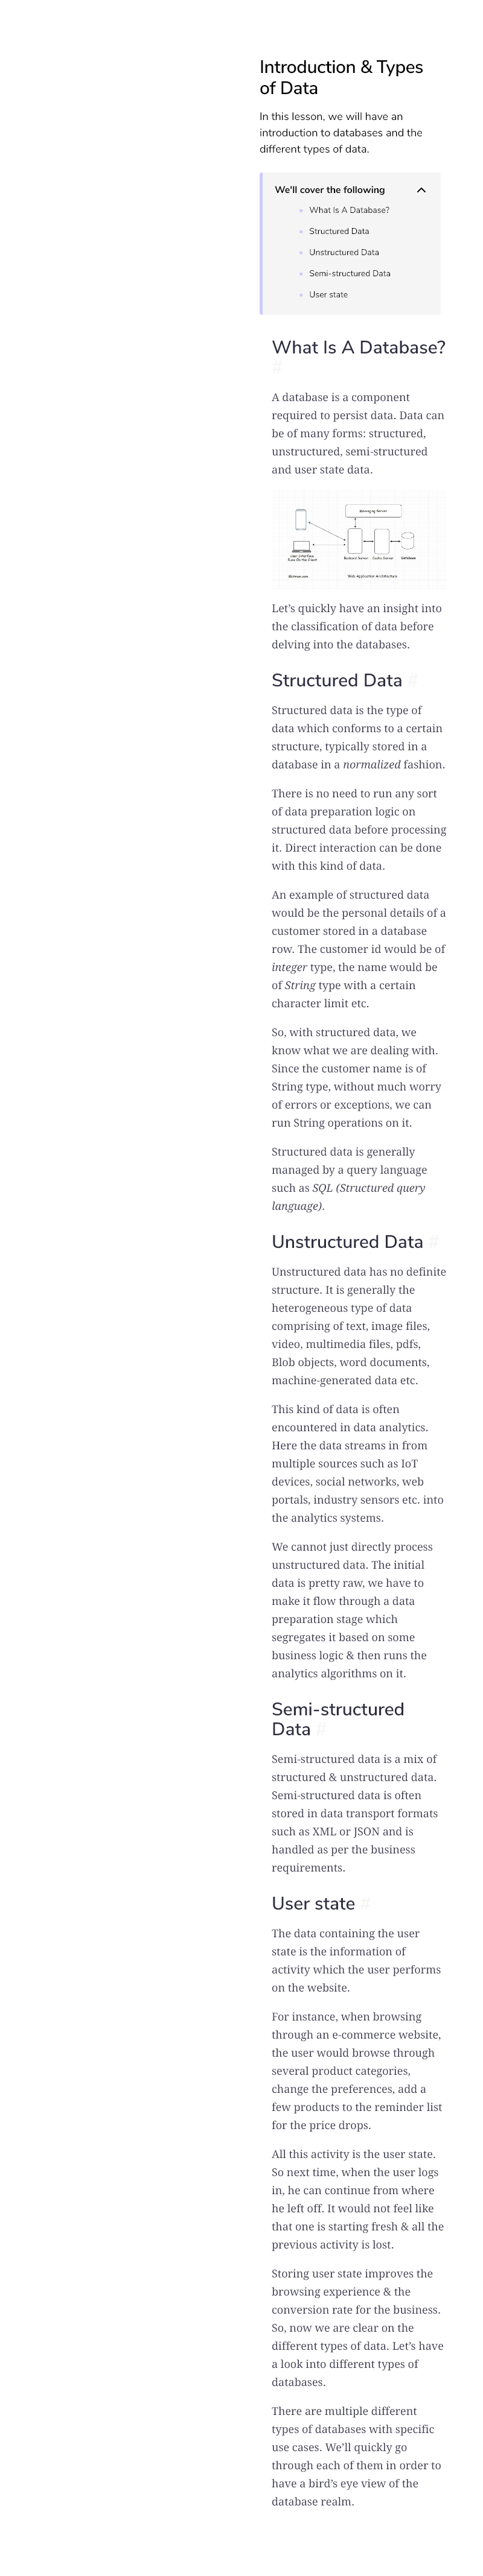 Introduction & Types
of Data
In this lesson, we will have an
introduction to databases and the
different types of data.
We'll cover the following
What Is A Database?
Structured Data
Unstructured Data
Semi-structured Data
User state
What Is A Database?
#
A database is a component
required to persist data. Data can
be of many forms: structured,
unstructured, semi-structured
and user state data.
Messaging Server
User Interface
Runs On the Client
Backend Server
Cache Server
Database
Web Application Architecture
Let's quickly have an insight into
the classification of data before
delving into the databases.
Structured Data #
Structured data is the type of
data which conforms to a certain
structure, typically stored in a
database in a normalized fashion.
There is no need to run any sort
of data preparation logic on
structured data before processing
it. Direct interaction can be done
with this kind of data.
An example of structured data
would be the personal details of a
customer stored in a database
row. The customer id would be of
integer type, the name would be
of String type with a certain
character limit etc.
So, with structured data, we
know what we are dealing with.
Since the customer name is of
String type, without much worry
of errors or exceptions, we can
run String operations on it.
Structured data is generally
managed by a query language
such as SQL (Structured query
language).
Unstructured Data #
Unstructured data has no definite
structure. It is generally the
heterogeneous type of data
comprising of text, image files,
video, multimedia files, pdfs,
Blob objects, word documents,
machine-generated data etc.
This kind of data is often
encountered in data analytics.
Here the data streams in from
multiple sources such as IoT
devices, social networks, web
portals, industry sensors etc. into
the analytics systems.
We cannot just directly process
unstructured data. The initial
data is pretty raw, we have to
make it flow through a data
preparation stage which
segregates it based on some
business logic & then runs the
analytics algorithms on it.
Semi-structured
Data #
Semi-structured data is a mix of
structured & unstructured data.
Semi-structured data is often
stored in data transport formats
such as XML or JSON and is
handled as per the business
requirements.
User state #
The data containing the user
state is the information of
activity which the user performs
on the website.
For instance, when browsing
through an e-commerce website,
the user would browse through
several product categories,
change the preferences, add a
few products to the reminder list
for the price drops.
All this activity is the user state.
So next time, when the user logs
in, he can continue from where
he left off. It would not feel like
that one is starting fresh & all the
previous activity is lost.
Storing user state improves the
browsing experience & the
conversion rate for the business.
So, now we are clear on the
different types of data. Let's have
a look into different types of
databases.
There are multiple different
types of databases with specific
use cases. We'll quickly go
through each of them in order to
have a bird's eye view of the
database realm.